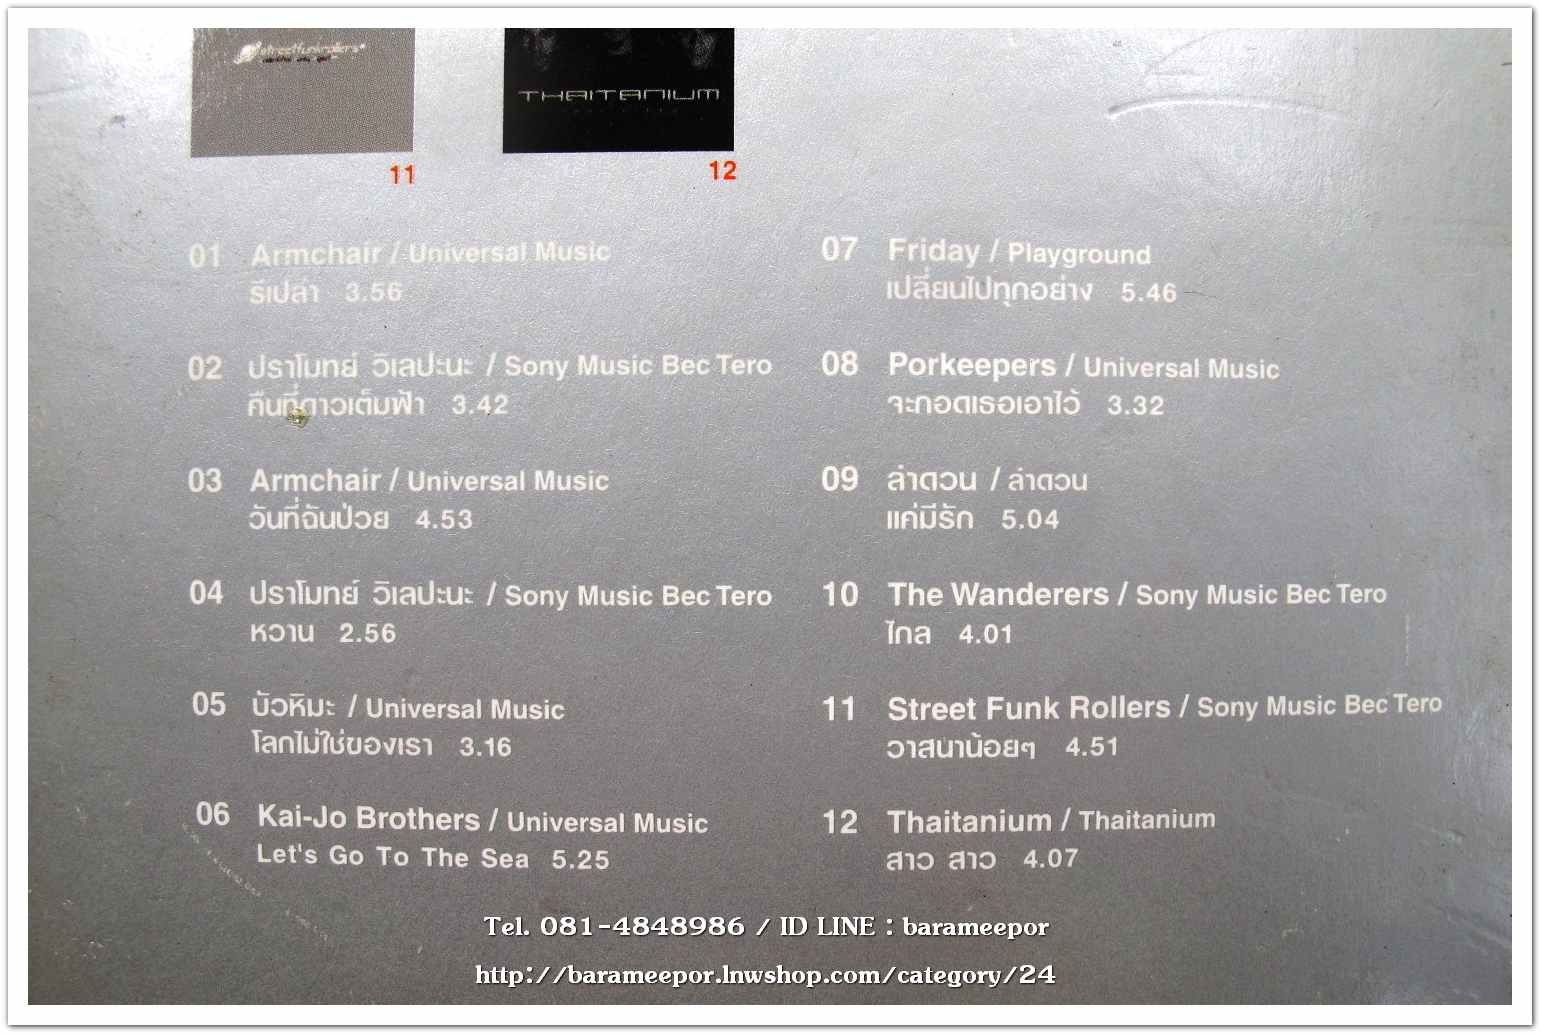 streetfunkrollers
THAITANIUM
11
12
01 Armchair / Universal Music
รีเปล่า 3.56
02 ปราโมทย์ วิเลปะนะ / Sony Music Bec Tero
คืนที่ดาวเต็มฟ้า 3.42
03 Armchair / Universal Music
วันที่ฉันป่วย 4.53
04 ปราโมทย์ วิเลปะนะ / Sony Music Bec Tero
หวาน 2.56
05 บัวหิมะ / Universal Music
โลกไม่ใช่ของเรา 3.16
06 Kai-Jo Brothers / Universal Music
Let's Go To The Sea 5.25
07 Friday / Playground
เปลี่ยนไปทุกอย่าง 5.46
08 Porkeepers / Universal Music
จะกอดเธอเอาไว้ 3.32
09 ลำดวน / ลำดวน
แค่มีรัก 5.04
10 The Wanderers / Sony Music Bec Tero
ไกล 4.01
11 Street Funk Rollers / Sony Music Bec Tero
วาสนาน้อยๆ 4.51
12 Thaitanium / Thaitanium
สาว สาว 4.07
Tel. 081-4848986 / ID LINE : barameepor
http://barameepor.lnwshop.com/category/24